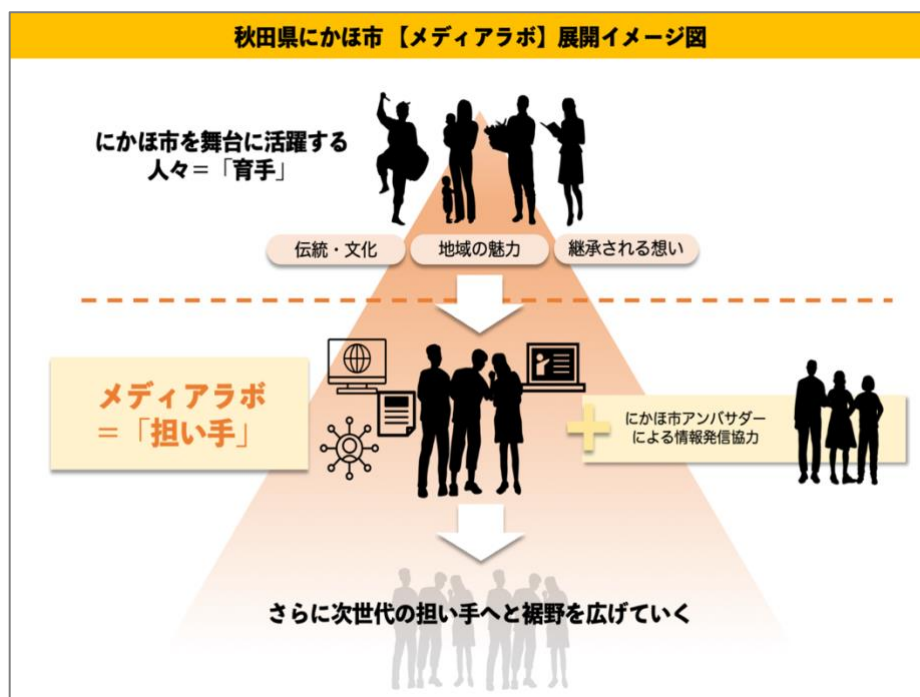 秋田県にかほ市 【メディアラボ】展開イメージ図
にかほ市を舞台に活躍する
人々＝「育手」
伝統・文化
地域の魅力
継承される想い
メディアラボ
＝「担い手」
にかほ市アンバサダー
による情報発信協力
さらに次世代の担い手へと裾野を広げていく